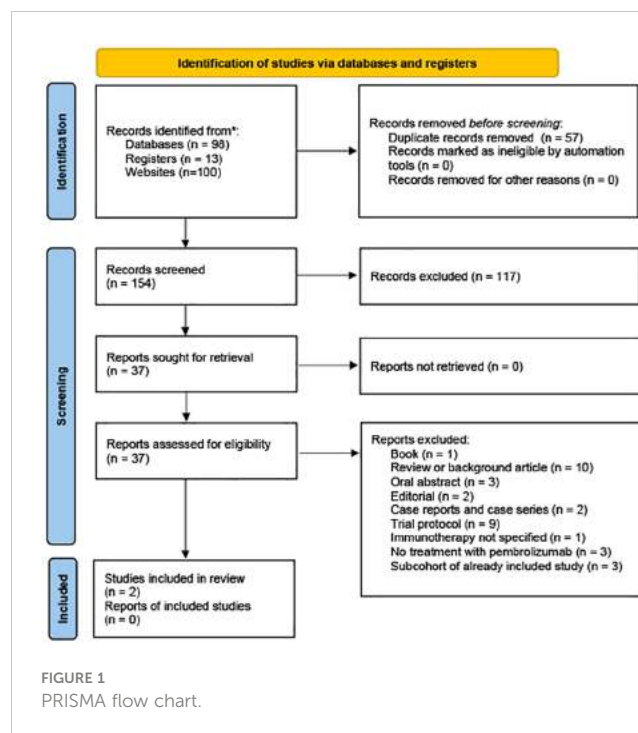 Identification of studies via databases and registers
Identification
Records identified from*:
Databases (n = 98)
Registers (n = 13)
Websites (n=100)
Records removed before screening:
Duplicate records removed (n = 57)
Records marked as ineligible by automation
tools (n = 0)
Records removed for other reasons (n = 0)
Screening
Records screened
(n = 154)
Records excluded (n = 117)
Reports sought for retrieval
(n = 37)
Reports not retrieved (n = 0)
Reports assessed for eligibility
(n = 37)
Reports excluded:
Book (n = 1)
Review or background article (n = 10)
Oral abstract (n = 3)
Editorial (n = 2)
Case reports and case series (n = 2)
Trial protocol (n = 9)
Immunotherapy not specified (n = 1)
No treatment with pembrolizumab (n = 3)
Subcohort of already included study (n = 3)
Included
Studies included in review
(n = 2)
Reports of included studies
(n = 0)
FIGURE 1
PRISMA flow chart.